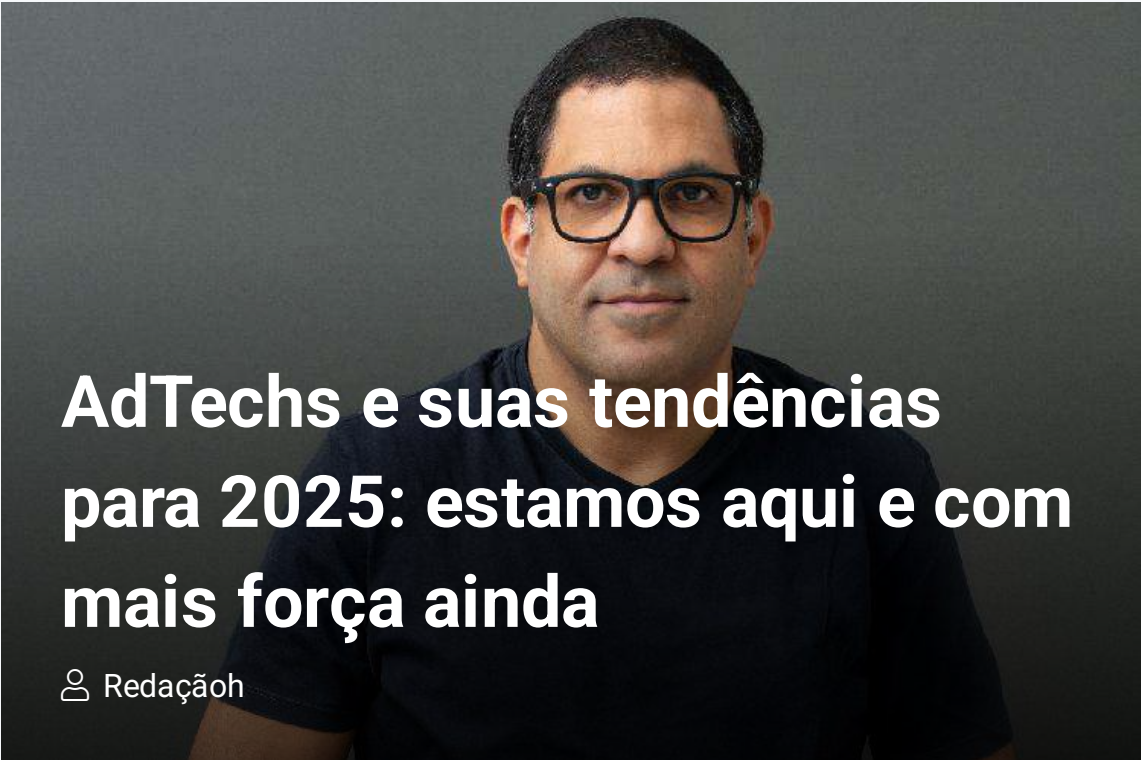 AdTechs e suas tendências
para 2025: estamos aqui e com
mais força ainda
Redaçãoh